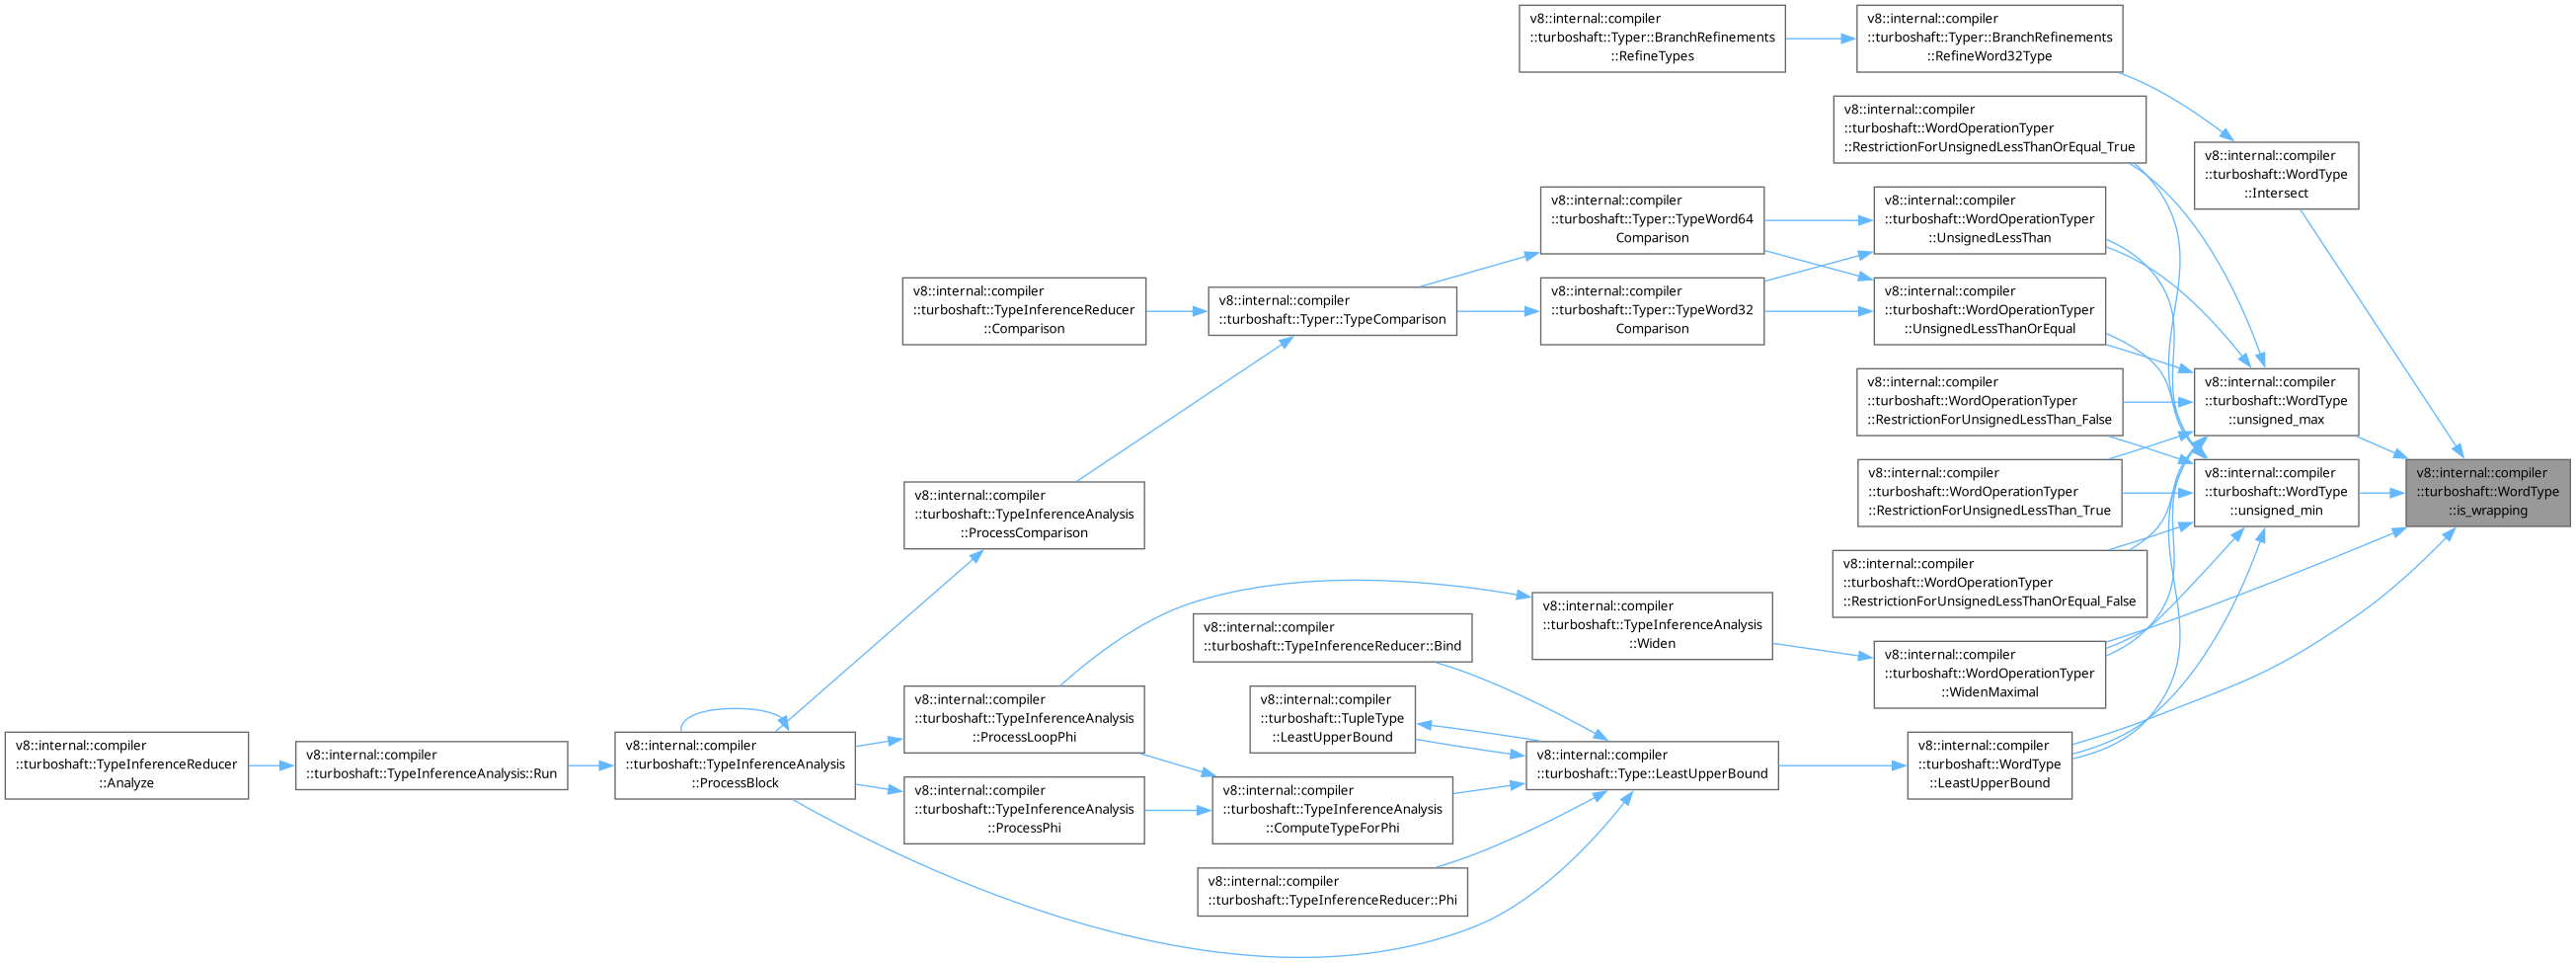 v8::internal::compiler
::turboshaft::Typer::BranchRefinements
::RefineTypes
v8::internal::compiler
::turboshaft::Typer::BranchRefinements
::RefineWord32Type
v8::internal::compiler
::turboshaft::WordOperationTyper
::RestrictionForUnsignedLessThanOrEqual_True
v8::internal::compiler
::turboshaft::WordType
::Intersect
v8::internal::compiler
::turboshaft::Typer::TypeWord64
Comparison
v8::internal::compiler
::turboshaft::WordOperationTyper
::UnsignedLessThan
v8::internal::compiler
::turboshaft::TypeInferenceReducer
::Comparison
v8::internal::compiler
::turboshaft::Typer::TypeComparison
v8::internal::compiler
::turboshaft::Typer::TypeWord32
Comparison
v8::internal::compiler
::turboshaft::WordOperationTyper
::UnsignedLessThanOrEqual
v8::internal::compiler
::turboshaft::WordOperationTyper
::RestrictionForUnsignedLessThan_False
v8::internal::compiler
::turboshaft::WordType
::unsigned_max
v8::internal::compiler
::turboshaft::WordOperationTyper
::RestrictionForUnsignedLessThan_True
v8::internal::compiler
::turboshaft::WordType
::unsigned_min
v8::internal::compiler
::turboshaft::WordType
::is_wrapping
v8::internal::compiler
::turboshaft::TypeInferenceAnalysis
::ProcessComparison
v8::internal::compiler
::turboshaft::WordOperationTyper
::RestrictionForUnsignedLessThanOrEqual_False
v8::internal::compiler
::turboshaft::TypeInferenceAnalysis
::Widen
v8::internal::compiler
::turboshaft::TypeInferenceReducer::Bind
v8::internal::compiler
::turboshaft::WordOperationTyper
::WidenMaximal
v8::internal::compiler
::turboshaft::TypeInferenceAnalysis
::ProcessLoopPhi
v8::internal::compiler
::turboshaft::TupleType
::LeastUpperBound
v8::internal::compiler
::turboshaft::TypeInferenceReducer
::Analyze
v8::internal::compiler
::turboshaft::TypeInferenceAnalysis::Run
v8::internal::compiler
::turboshaft::TypeInferenceAnalysis
::ProcessBlock
v8::internal::compiler
::turboshaft::Type::LeastUpperBound
v8::internal::compiler
::turboshaft::WordType
::LeastUpperBound
v8::internal::compiler
::turboshaft::TypeInferenceAnalysis
::ProcessPhi
v8::internal::compiler
::turboshaft::TypeInferenceAnalysis
::ComputeTypeForPhi
v8::internal::compiler
::turboshaft::TypeInferenceReducer::Phi